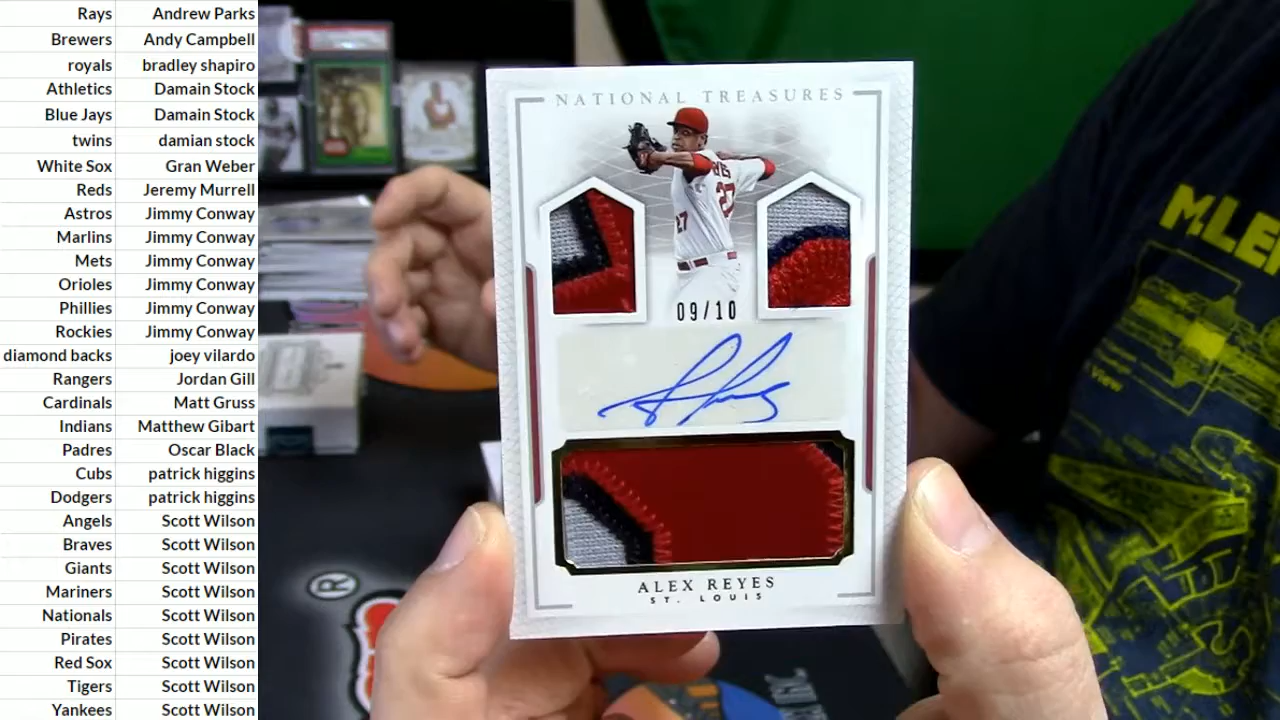 Rays Andrew Parks
Brewers Andy Campbell
royals bradley shapiro
Athletics Damain Stock
Blue Jays Damain Stock
twins damian stock
White Sox Gran Weber
Reds Jeremy Murrell
Astros Jimmy Conway
Marlins Jimmy Conway
Mets Jimmy Conway
Orioles Jimmy Conway
Phillies Jimmy Conway
Rockies Jimmy Conway
diamond backs joey vilardo
Rangers Jordan Gill
Cardinals Matt Gruss
Indians Matthew Gibart
Padres Oscar Black
Cubs patrick higgins
Dodgers patrick higgins
Angels Scott Wilson
Braves Scott Wilson
Giants Scott Wilson
Mariners Scott Wilson
Nationals Scott Wilson
Pirates Scott Wilson
Red Sox Scott Wilson
Tigers Scott Wilson
Yankees Scott Wilson
NATIONAL TREASURES
27
27
09/10
ALEX REYES
ST. LOUIS
®
View